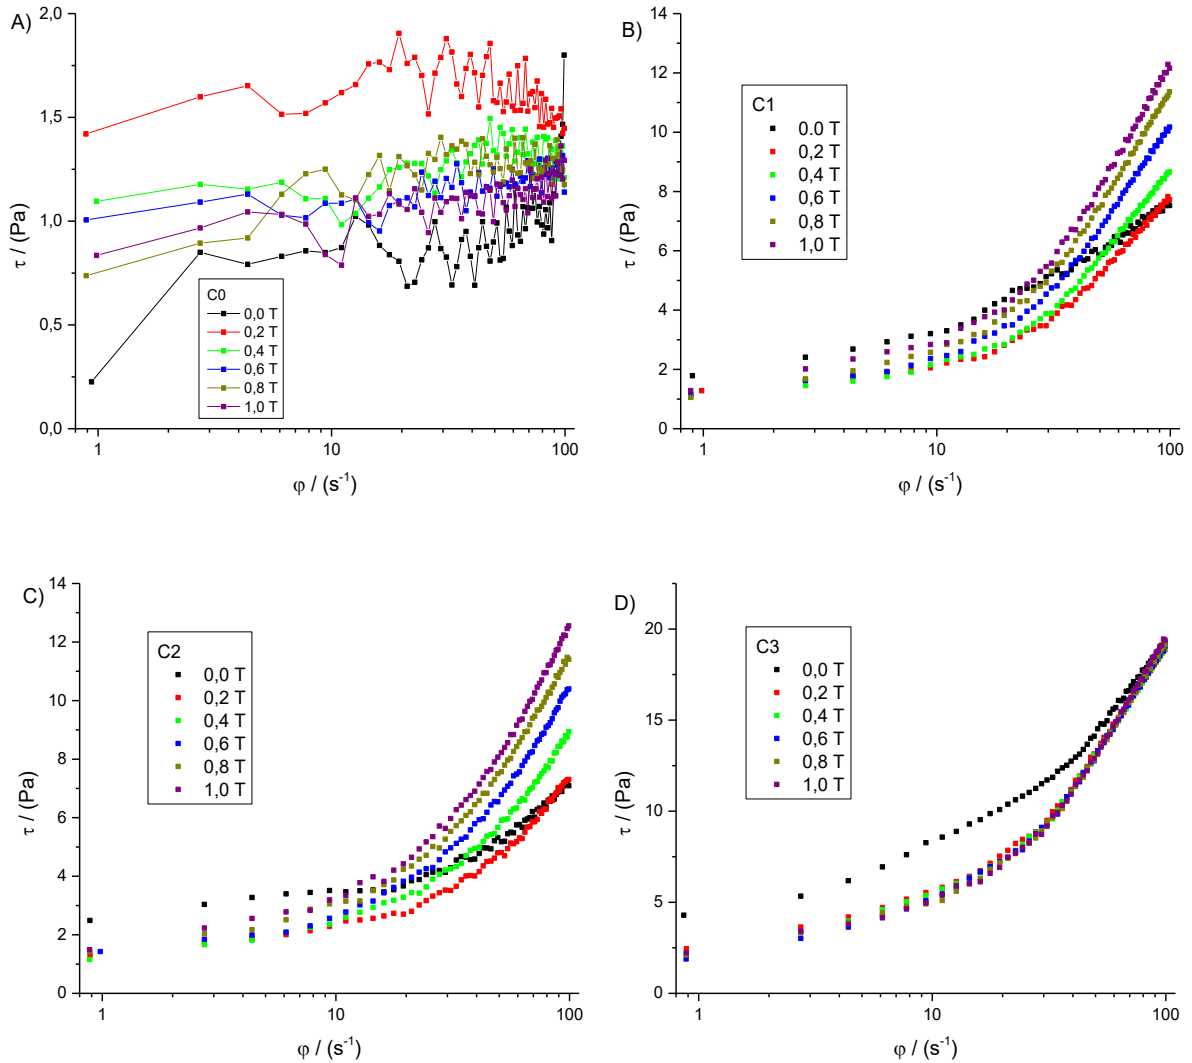 A)
2,0
1,5
1,0
0,5
0,0
τ / (Pa)
C0
0,0 T
0,2 T
0,4 T
0,6 T
0,8 T
1,0 T
1
10
100
φ / (s⁻¹)
B)
14
12
10
8
6
4
2
0
τ / (Pa)
C1
0.0 T
0,2 T
0,4 T
0,6 T
0,8 T
1,0 T
1
10
100
φ / (s⁻¹)
C)
14
12
10
8
6
4
2
0
τ / (Pa)
C2
0,0 T
0,2 T
0,4 T
0,6 T
0,8 T
1,0 T
1
10
100
φ / (s⁻¹)
D)
20
15
10
5
0
τ / (Pa)
C3
0,0 T
0,2 T
0,4 T
0,6 T
0,8 T
1,0 T
1
10
100
φ / (s⁻¹)